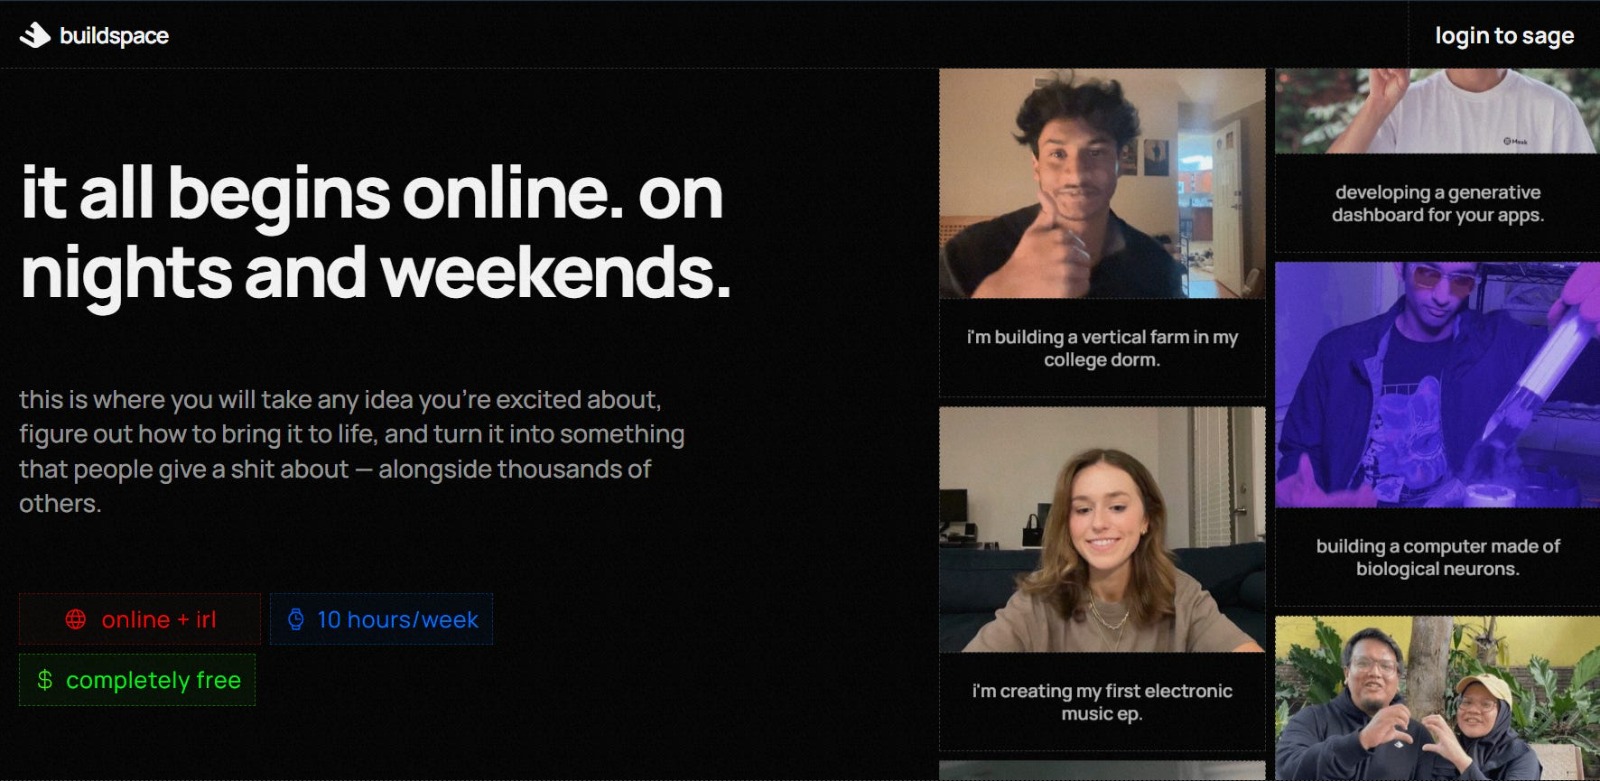 buildspace
login to sage
it all begins online. on
nights and weekends.
this is where you will take any idea you're excited about,
figure out how to bring it to life, and turn it into something
that people give a shit about — alongside thousands of
others.
online + irl
10 hours/week
$ completely free
i'm building a vertical farm in my
college dorm.
i'm creating my first electronic
music ep.
developing a generative
dashboard for your apps.
building a computer made of
biological neurons.